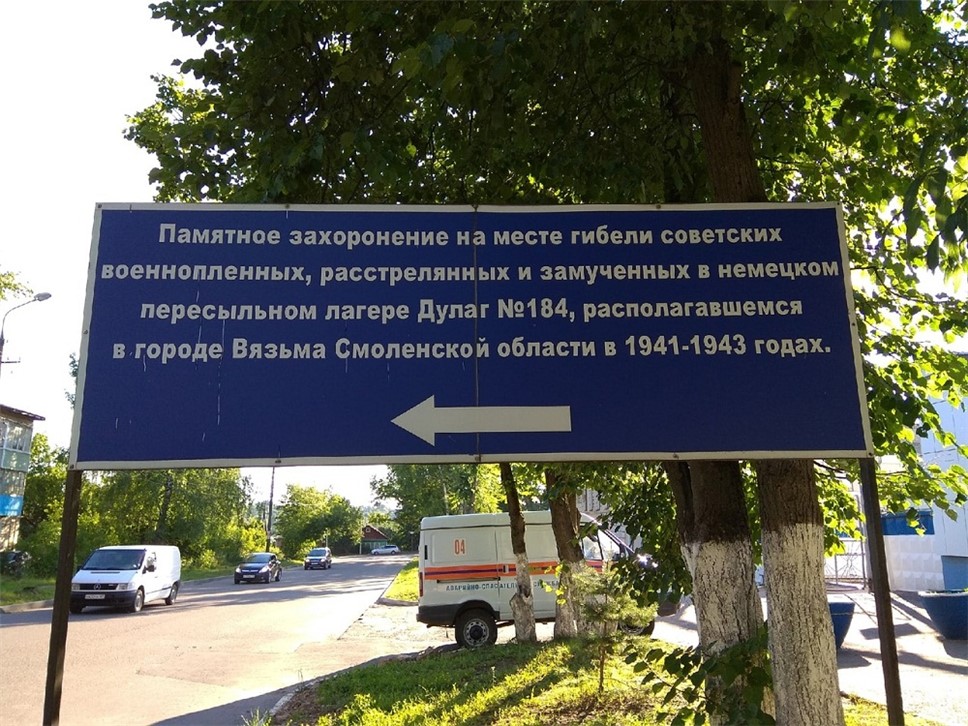 Памятное захоронение на месте гибели советских
военнопленных, расстрелянных и замученных в немецком
пересыльном лагере Дулаг №184, располагавшемся
в городе Вязьма Смоленской области в 1941-1943 годах.
04